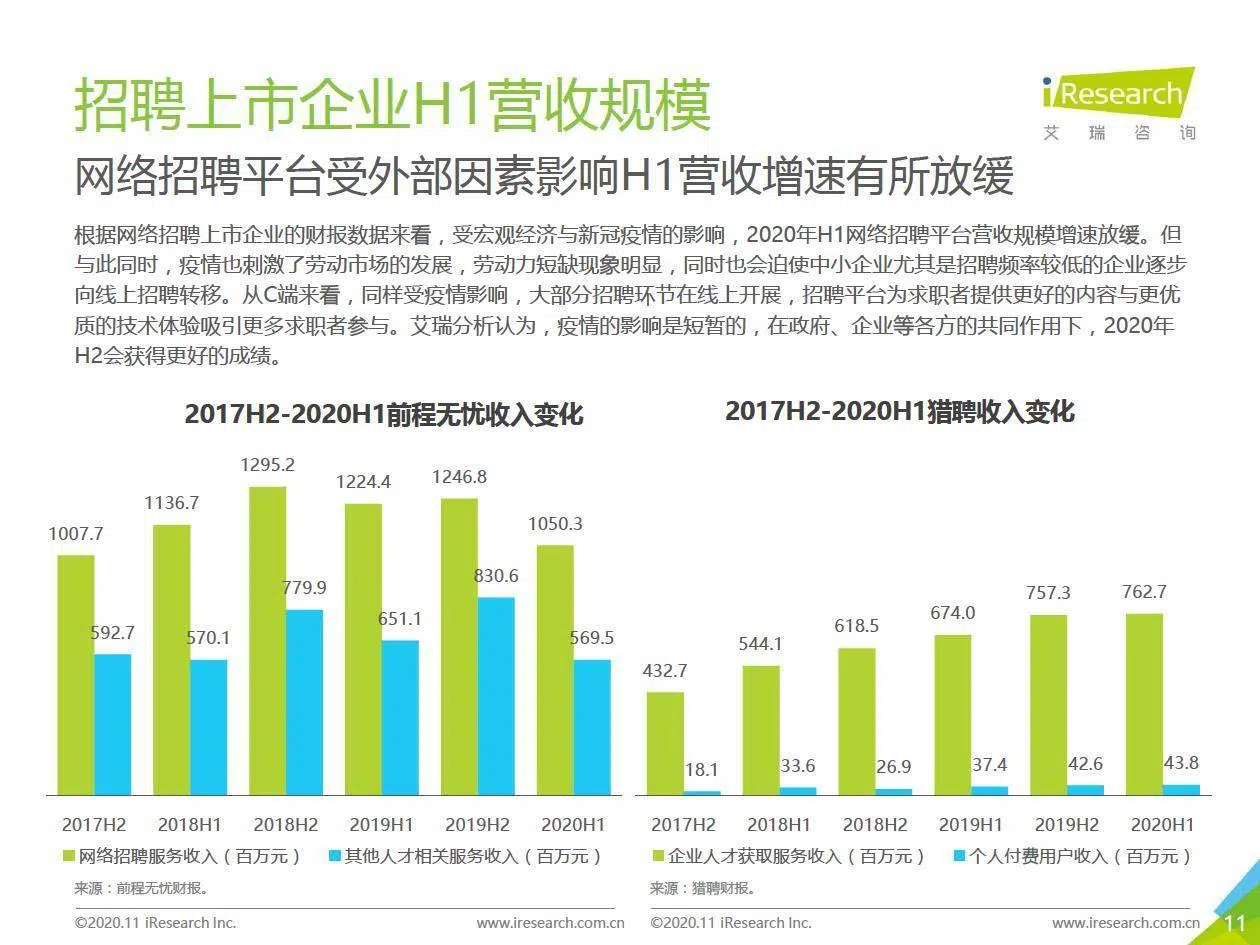 招聘上市企业H1营收规模
iResearch
艾瑞咨询
网络招聘平台受外部因素影响H1营收增速有所放缓
根据网络招聘上市企业的财报数据来看，受宏观经济与新冠疫情的影响，2020年H1网络招聘平台营收规模增速放缓。但
与此同时，疫情也刺激了劳动市场的发展，劳动力短缺现象明显，同时也会迫使中小企业尤其是招聘频率较低的企业逐步
向线上招聘转移。从C端来看，同样受疫情影响，大部分招聘环节在线上开展，招聘平台为求职者提供更好的内容与更优
质的技术体验吸引更多求职者参与。艾瑞分析认为，疫情的影响是短暂的，在政府、企业等各方的共同作用下，2020年
H2会获得更好的成绩。
2017H2-2020H1前程无忧收入变化
1007.7
592.7
1136.7
570.1
1295.2
779.9
1224.4
651.1
1246.8
830.6
1050.3
569.5
2017H2 2018H1 2018H2 2019H1 2019H2 2020H1
网络招聘服务收入（百万元） 其他人才相关服务收入（百万元）
来源：前程无忧财报。
©2020.11 iResearch Inc. www.iresearch.com.cn
2017H2-2020H1猎聘收入变化
432.7
18.1
544.1
33.6
618.5
26.9
674.0
37.4
757.3
42.6
762.7
43.8
2017H2 2018H1 2018H2 2019H1 2019H2 2020H1
企业人才获取服务收入（百万元） 个人付费用户收入（百万元）
来源：猎聘财报。
©2020.11 iResearch Inc. www.iresearch.com.cn
11